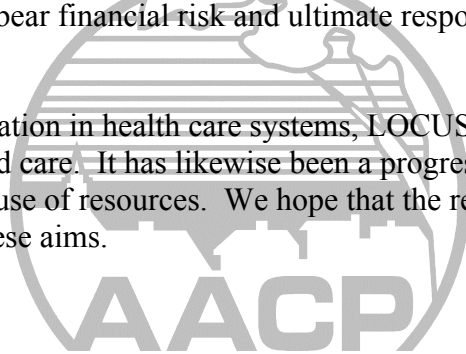 bear financial risk and ultimate respo
ation in health care systems, LOCUS
d care. It has likewise been a progres
use of resources. We hope that the re
ese aims.
AACP